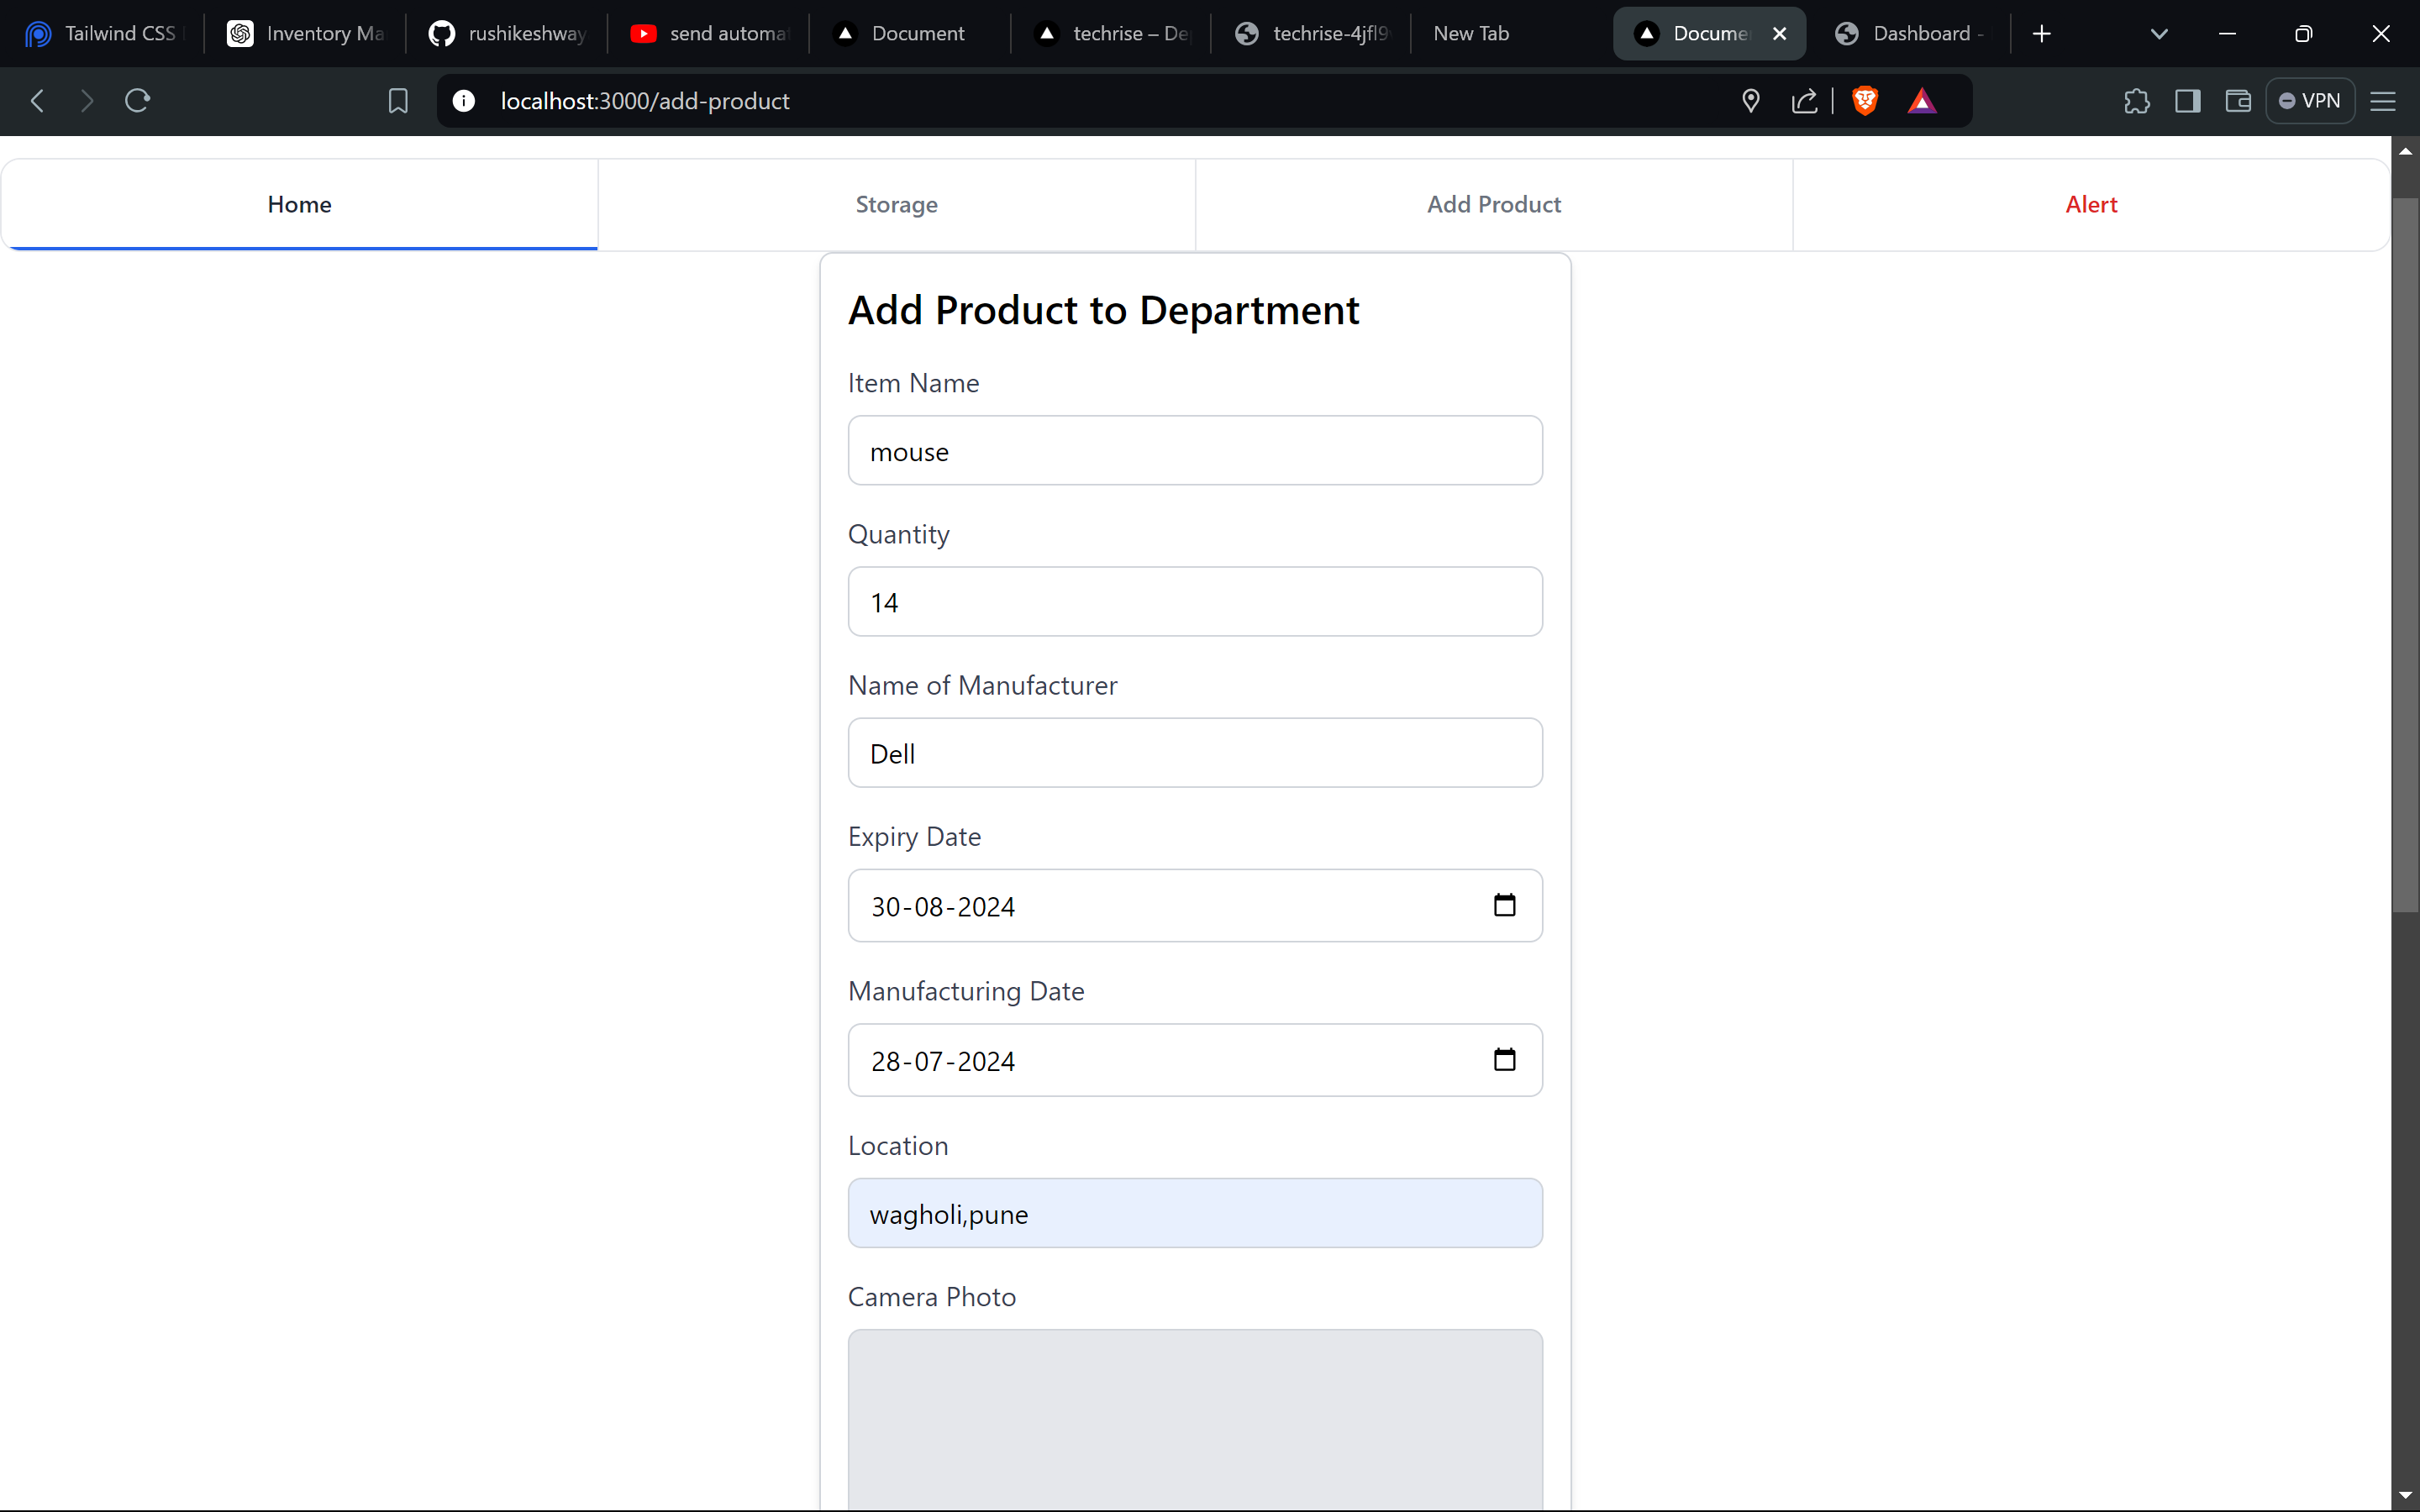 Tailwind CSS
Inventory Ma
rushikeshway
send automat
Document
techrise – De
techrise-4jfl9
New Tab
Docume
Dashboard -
localhost:3000/add-product
VPN
Home
Storage
Add Product
Alert
Add Product to Department
Item Name
mouse
Quantity
14
Name of Manufacturer
Dell
Expiry Date
30-08-2024
Manufacturing Date
28-07-2024
Location
wagholi,pune
Camera Photo